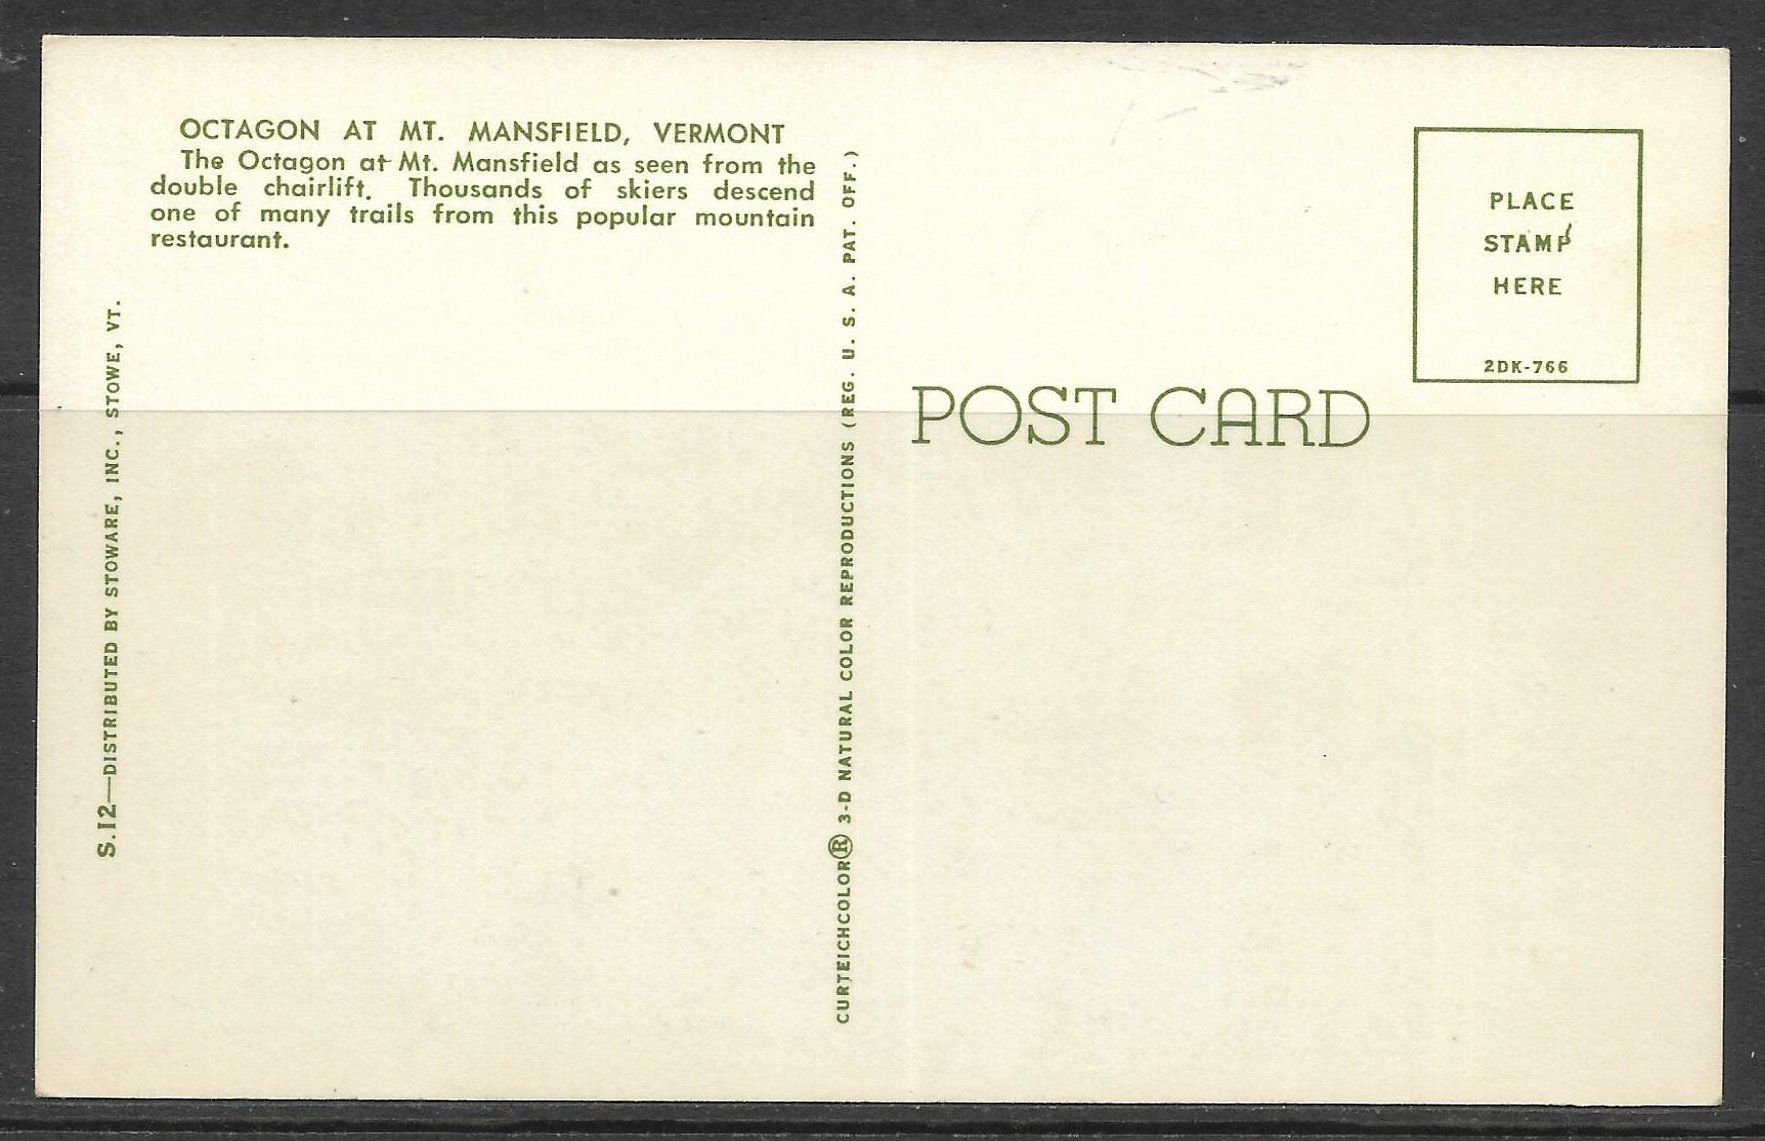 OCTAGON AT MT. MANSFIELD, VERMONT
The Octagon at Mt. Mansfield as seen from the
double chairlift. Thousands of skiers descend
one of many trails from this popular mountain
restaurant.
S.12—DISTRIBUTED BY STOWARE, INC., STOWE, VT.
CURTEICHCOLOR® 3-D NATURAL COLOR REPRODUCTIONS (REG. U. S. A. PAT. OFF.)
POST CARD
PLACE
STAMP
HERE
2DK-766